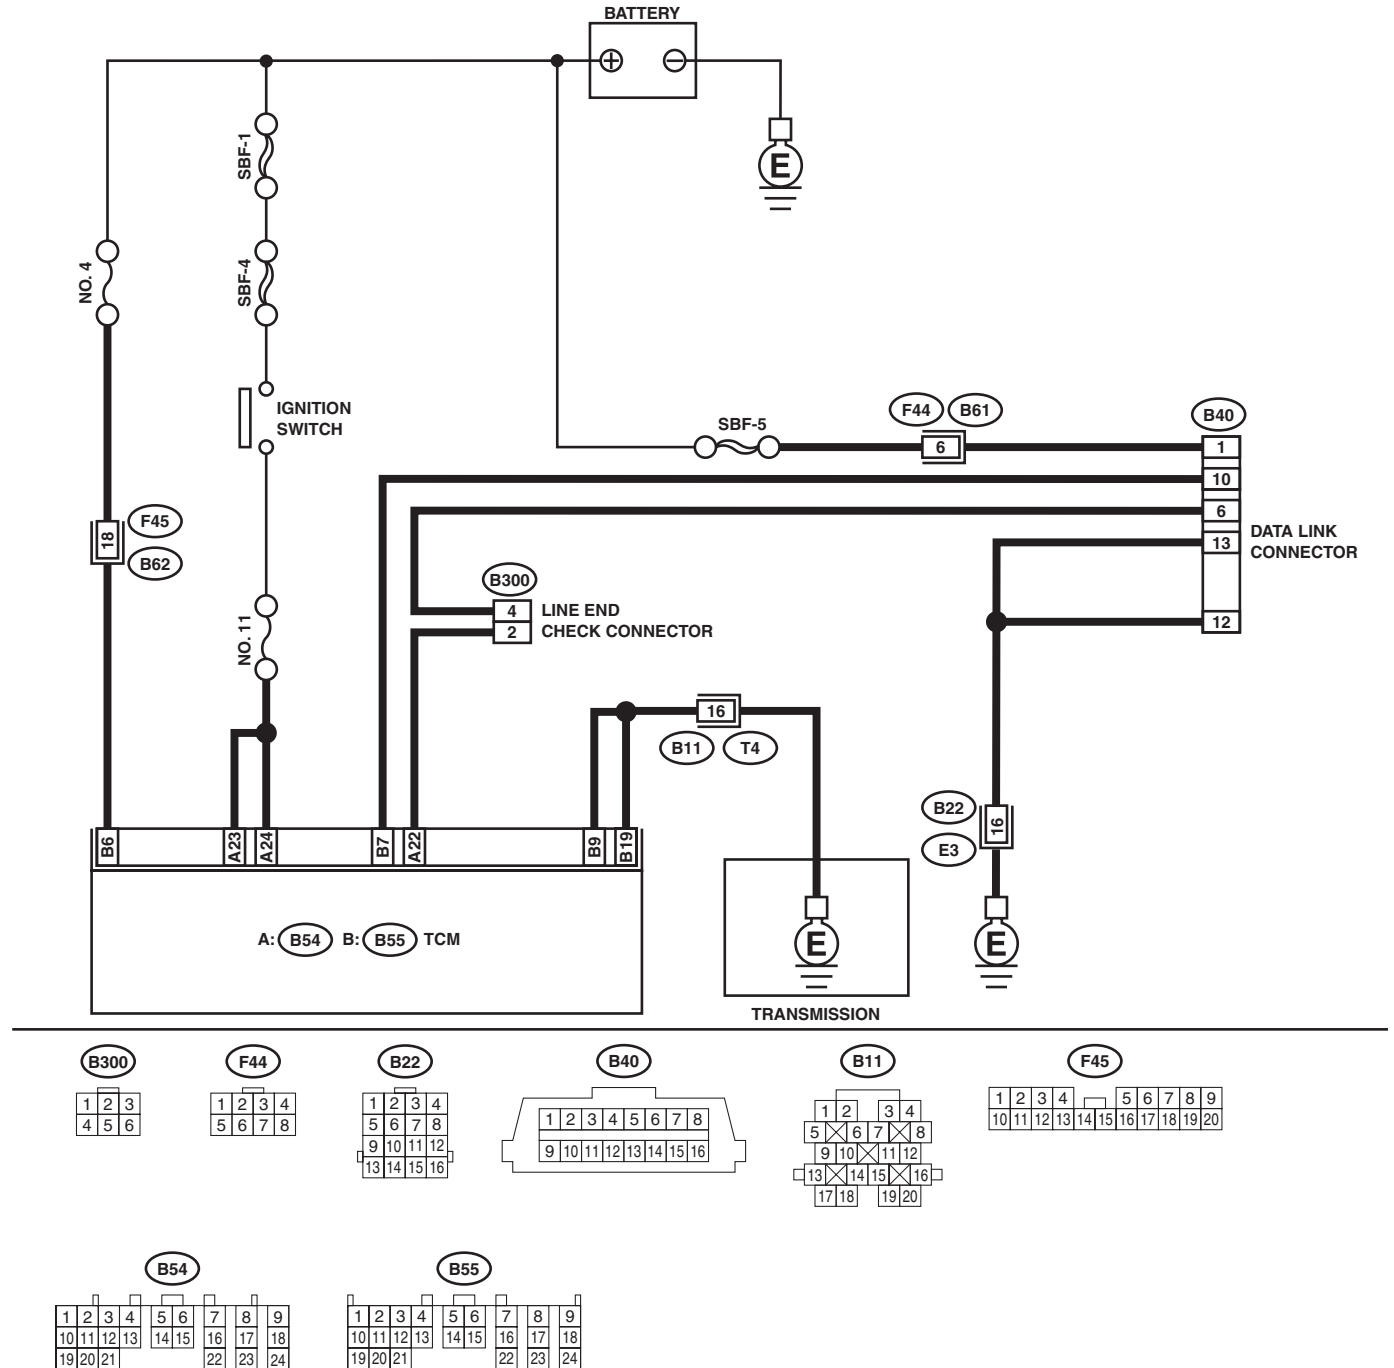 BATTERY
+ −
E
SBF-1
SBF-4
NO. 4
IGNITION
SWITCH
SBF-5
F44 B61
B40
6
1
10
6
13
12
DATA LINK
CONNECTOR
18
F45
B62
B300
4
2
LINE END
CHECK CONNECTOR
NO. 11
16
B11 T4
B22
16
E3
B6 A23 A24 B7 A22 B9 B19
A: B54 B: B55 TCM
E
E
TRANSMISSION
B300
1 2 3
4 5 6
F44
1 2 3 4
5 6 7 8
B22
1 2 3 4
5 6 7 8
9 10 11 12
13 14 15 16
B40
1 2 3 4 5 6 7 8
9 10 11 12 13 14 15 16
B11
1 2 3 4
5 6 7 8
9 10 11 12
13 14 15 16
17 18 19 20
F45
1 2 3 4 5 6 7 8 9
10 11 12 13 14 15 16 17 18 19 20
B54
1 2 3 4 5 6 7 8 9
10 11 12 13 14 15 16 17 18
19 20 21 22 23 24
B55
1 2 3 4 5 6 7 8 9
10 11 12 13 14 15 16 17 18
19 20 21 22 23 24